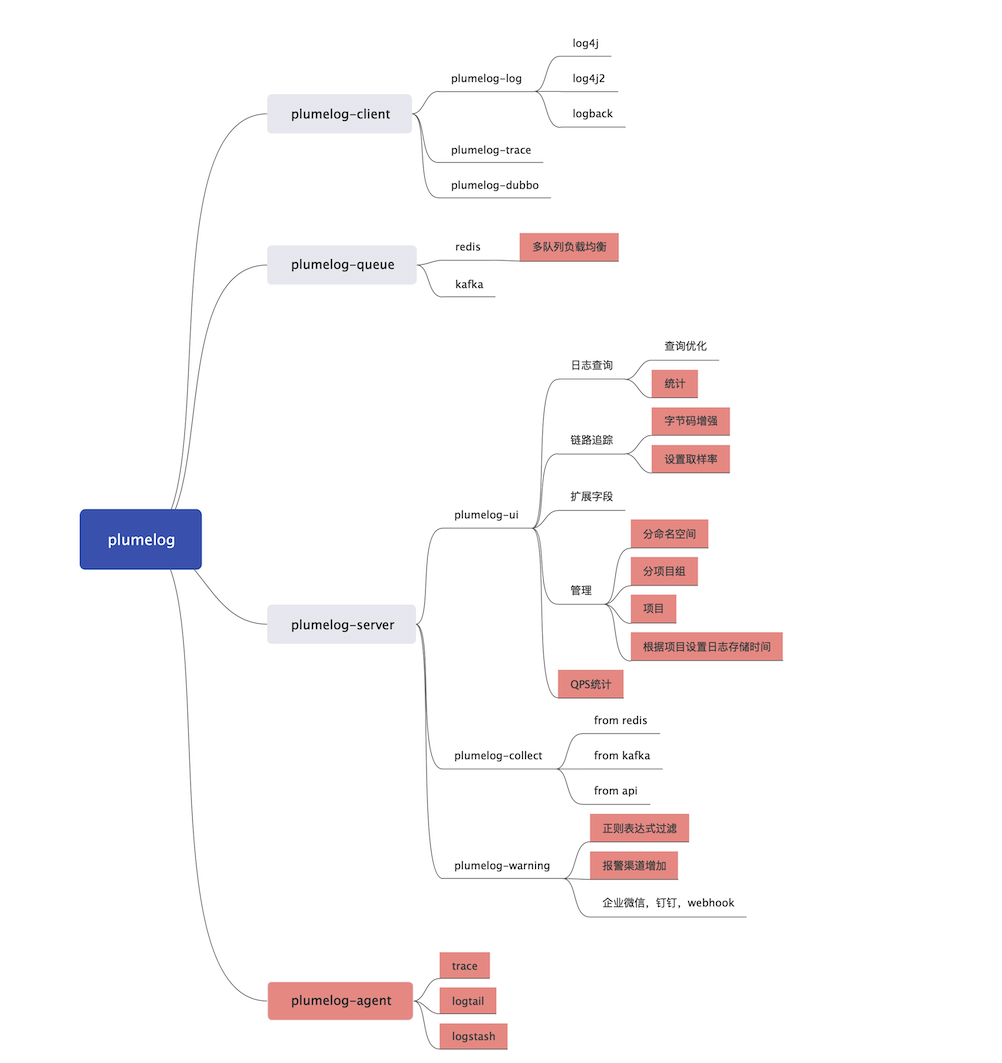 plumelog
plumelog-client
plumelog-log
log4j
log4j2
logback
plumelog-trace
plumelog-dubbo
plumelog-queue
redis
多队列负载均衡
kafka
plumelog-server
plumelog-ui
日志查询
查询优化
统计
链路追踪
字节码增强
设置取样率
扩展字段
管理
分命名空间
分项目组
项目
根据项目设置日志存储时间
QPS统计
plumelog-collect
from redis
from kafka
from api
plumelog-warning
正则表达式过滤
报警渠道增加
企业微信，钉钉，webhook
plumelog-agent
trace
logtail
logstash